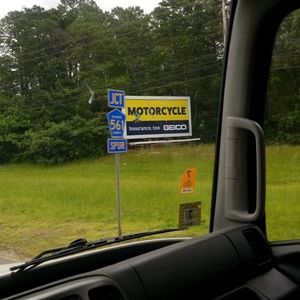 JCT
561
SPUR
MOTORCYCLE
Insurance, too GEICO